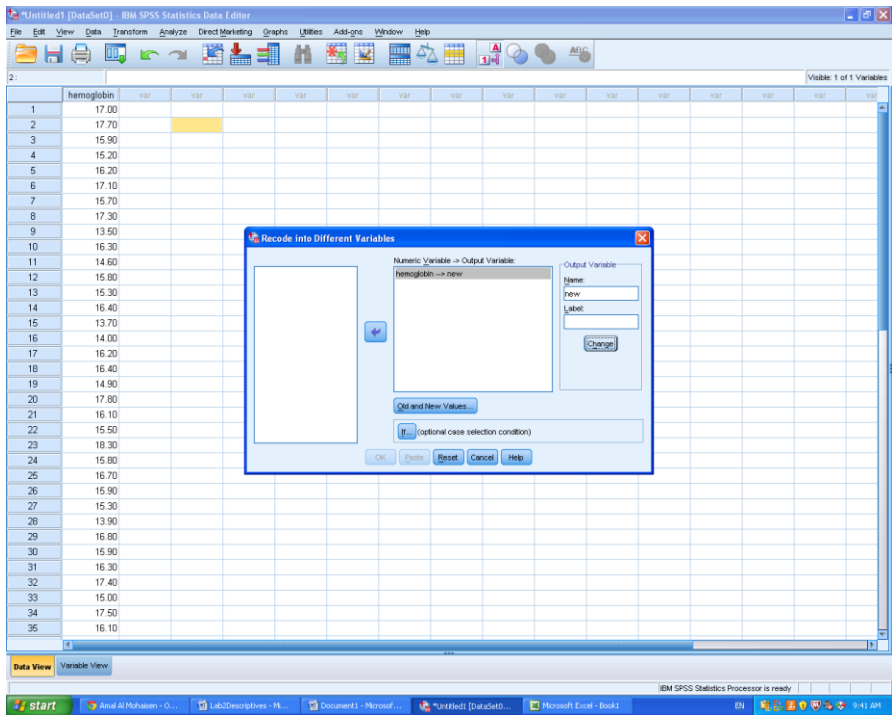 *Untitled1 [DataSet0] - IBM SPSS Statistics Data Editor
File Edit View Data Transform Analyze Direct Marketing Graphs Utilities Add-ons Window Help
2 :
Visible: 1 of 1 Variables
hemoglobin var var var var var var var var var var var var var var
1 17.00
2 17.70
3 15.90
4 15.20
5 16.20
6 17.10
7 15.70
8 17.30
9 13.50
10 16.30
11 14.60
12 15.80
13 15.30
14 16.40
15 13.70
16 14.00
17 16.20
18 16.40
19 14.90
20 17.80
21 16.10
22 15.50
23 18.30
24 15.80
25 16.70
26 15.90
27 15.30
28 13.90
29 16.80
30 15.90
31 16.30
32 17.40
33 15.00
34 17.50
35 16.10
Recode into Different Variables
Numeric Variable -> Output Variable:
hemoglobin --> new
Output Variable
Name:
new
Label:
Change
Old and New Values...
If... (optional case selection condition)
OK Paste Reset Cancel Help
Data View Variable View
IBM SPSS Statistics Processor is ready
start Amal Al Mohaisen - O... Lab2Descriptives - Mi... Document1 - Microsof... *Untitled1 [DataSet0... Microsoft Excel - Book1 EN 9:41 AM